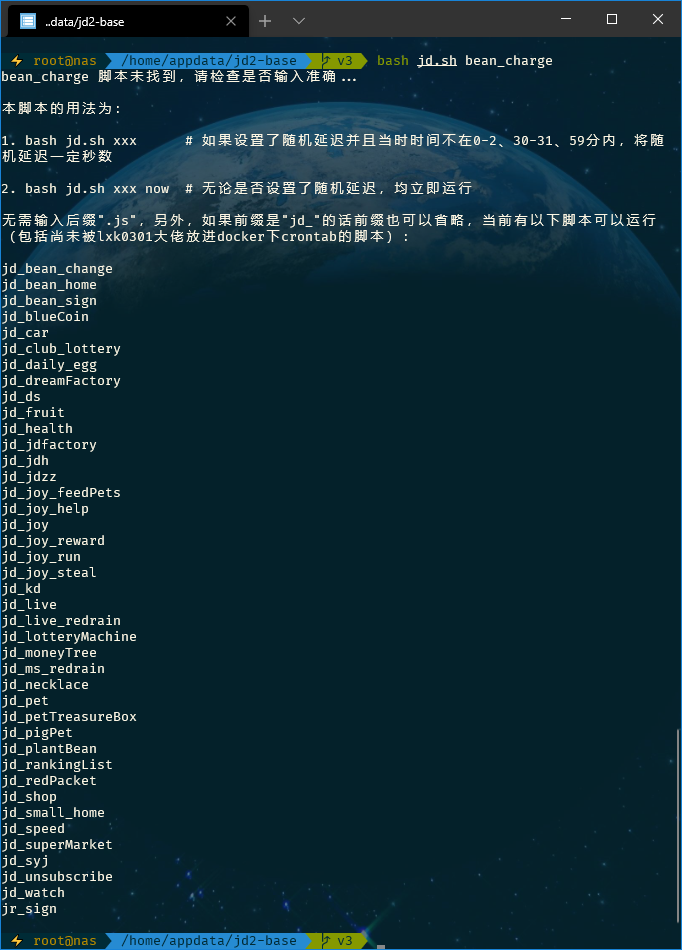 ..data/jd2-base
root@nas /home/appdata/jd2-base v3 bash jd.sh bean_charge
bean_charge 脚本未找到，请检查是否输入准确...
本脚本的用法为：
1. bash jd.sh xxx      # 如果设置了随机延迟并且当时时间不在0-2、30-31、59分内，将随
机延迟一定秒数
2. bash jd.sh xxx now  # 无论是否设置了随机延迟，均立即运行
无需输入后缀".js"，另外，如果前缀是"jd_"的话前缀也可以省略，当前有以下脚本可以运行
（包括尚未被lxk0301大佬放进docker下crontab的脚本）：
jd_bean_change
jd_bean_home
jd_bean_sign
jd_blueCoin
jd_car
jd_club_lottery
jd_daily_egg
jd_dreamFactory
jd_ds
jd_fruit
jd_health
jd_jdfactory
jd_jdh
jd_jdzz
jd_joy_feedPets
jd_joy_help
jd_joy
jd_joy_reward
jd_joy_run
jd_joy_steal
jd_kd
jd_live
jd_live_redrain
jd_lotteryMachine
jd_moneyTree
jd_ms_redrain
jd_necklace
jd_pet
jd_petTreasureBox
jd_pigPet
jd_plantBean
jd_rankingList
jd_redPacket
jd_shop
jd_small_home
jd_speed
jd_superMarket
jd_syj
jd_unsubscribe
jd_watch
jr_sign
root@nas /home/appdata/jd2-base v3